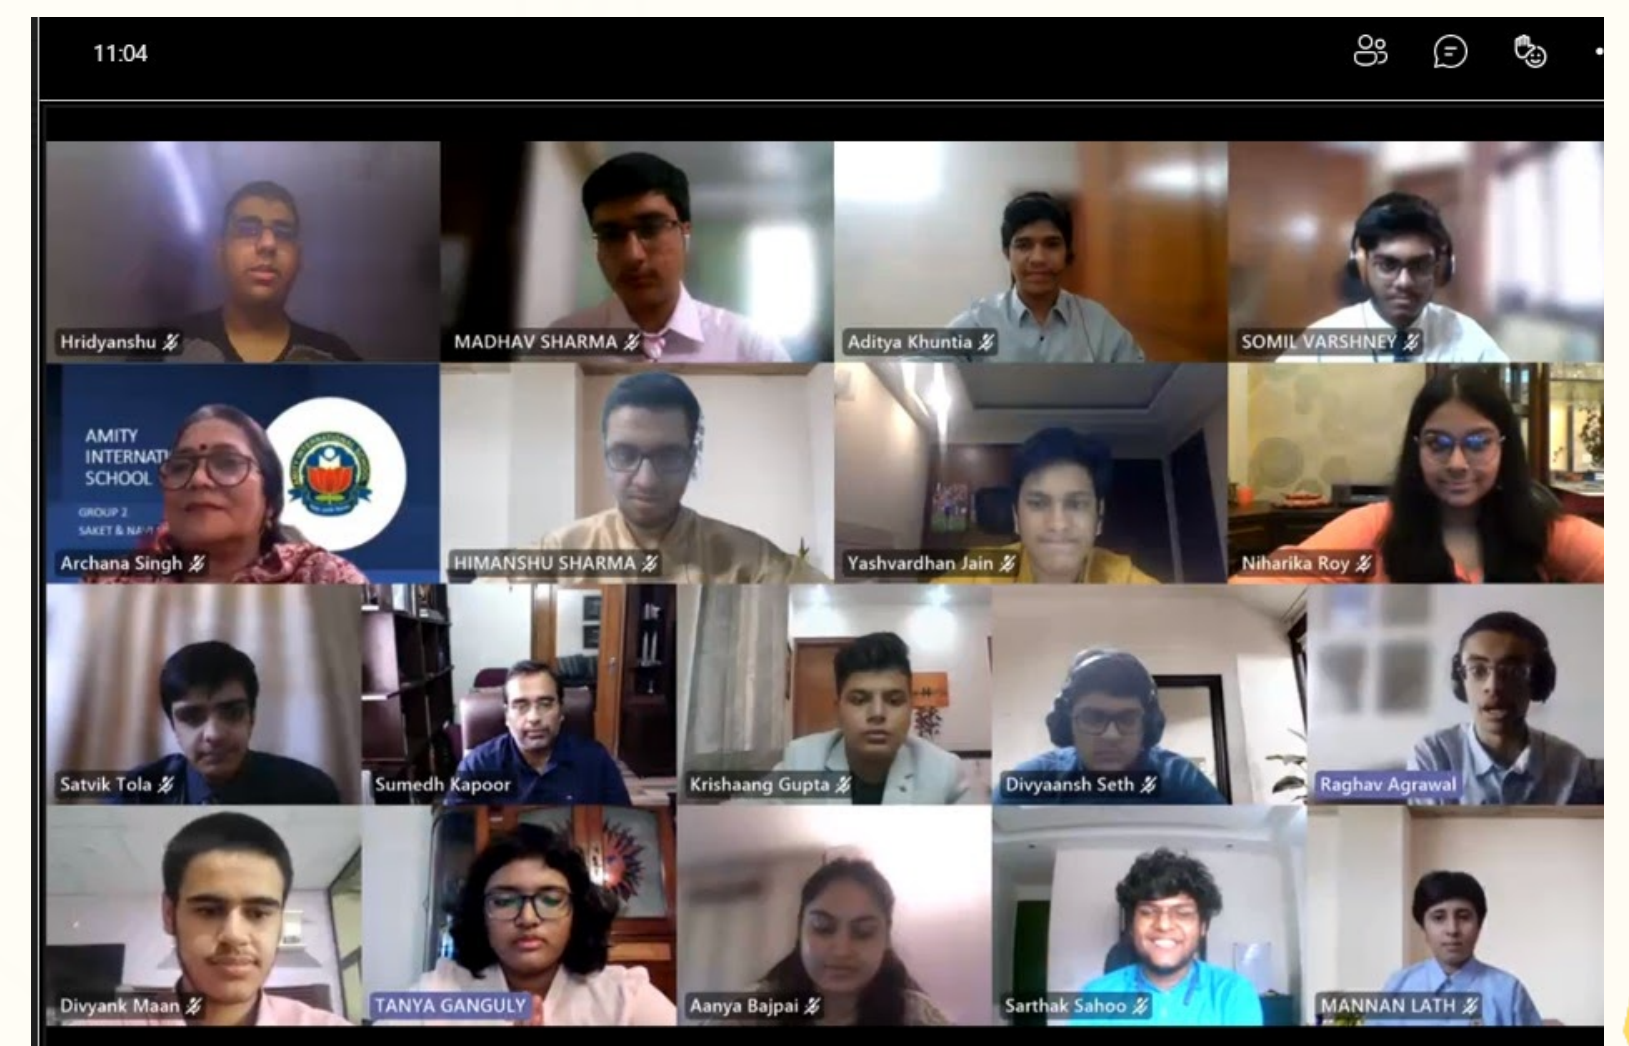 11:04
Hridyanshu
MADHAV SHARMA
Aditya Khuntia
SOMIL VARSHNEY
AMITY
INTERNATI
SCHOOL
GROUP 2
SAKET & NAVI
Archana Singh
HIMANSHU SHARMA
Yashvardhan Jain
Niharika Roy
Satvik Tola
Sumedh Kapoor
Krishaang Gupta
Divyaansh Seth
Raghav Agrawal
Divyank Maan
TANYA GANGULY
Aanya Bajpai
Sarthak Sahoo
MANNAN LATH